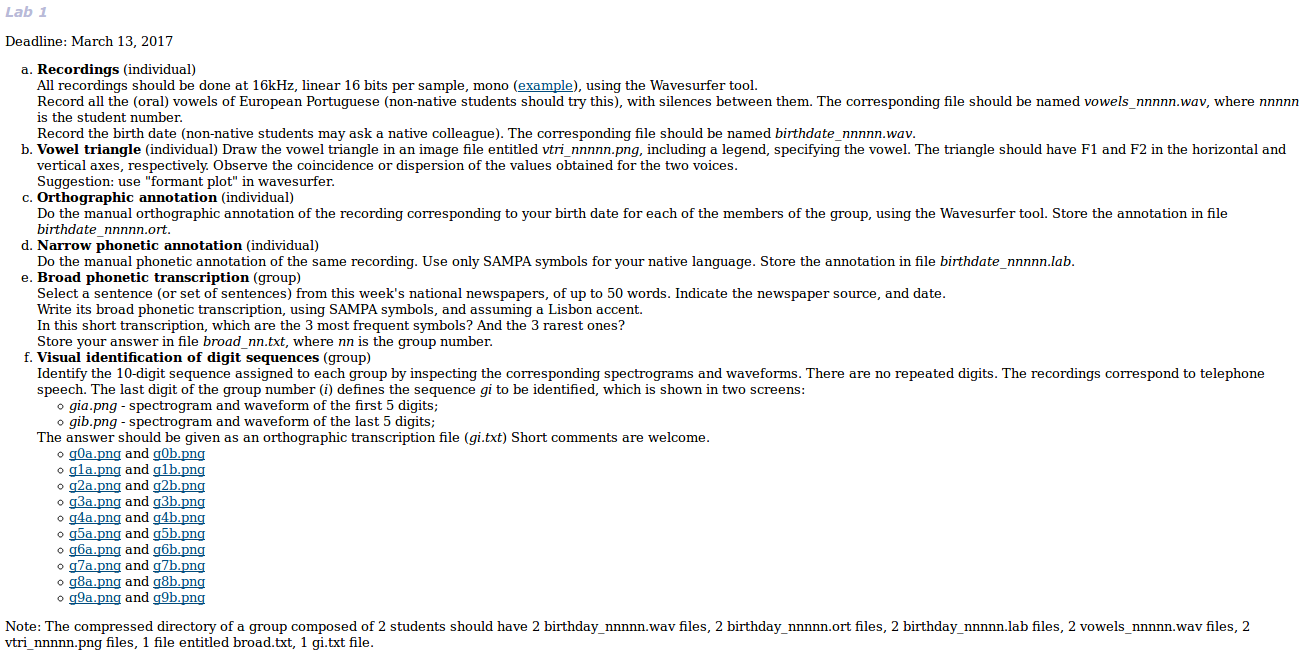 Lab 1
Deadline: March 13, 2017
a. Recordings (individual)
All recordings should be done at 16kHz, linear 16 bits per sample, mono (example), using the Wavesurfer tool.
Record all the (oral) vowels of European Portuguese (non-native students should try this), with silences between them. The corresponding file should be named vowels_nnnnn.wav, where nnnnn
is the student number.
Record the birth date (non-native students may ask a native colleague). The corresponding file should be named birthdate_nnnnn.wav.
b. Vowel triangle (individual) Draw the vowel triangle in an image file entitled vtri_nnnnn.png, including a legend, specifying the vowel. The triangle should have F1 and F2 in the horizontal and
vertical axes, respectively. Observe the coincidence or dispersion of the values obtained for the two voices.
Suggestion: use "formant plot" in wavesurfer.
c. Orthographic annotation (individual)
Do the manual orthographic annotation of the recording corresponding to your birth date for each of the members of the group, using the Wavesurfer tool. Store the annotation in file
birthdate_nnnnn.ort.
d. Narrow phonetic annotation (individual)
Do the manual phonetic annotation of the same recording. Use only SAMPA symbols for your native language. Store the annotation in file birthdate_nnnnn.lab.
e. Broad phonetic transcription (group)
Select a sentence (or set of sentences) from this week's national newspapers, of up to 50 words. Indicate the newspaper source, and date.
Write its broad phonetic transcription, using SAMPA symbols, and assuming a Lisbon accent.
In this short transcription, which are the 3 most frequent symbols? And the 3 rarest ones?
Store your answer in file broad_nn.txt, where nn is the group number.
f. Visual identification of digit sequences (group)
Identify the 10-digit sequence assigned to each group by inspecting the corresponding spectrograms and waveforms. There are no repeated digits. The recordings correspond to telephone
speech. The last digit of the group number (i) defines the sequence gi to be identified, which is shown in two screens:
◦ gia.png - spectrogram and waveform of the first 5 digits;
◦ gib.png - spectrogram and waveform of the last 5 digits;
The answer should be given as an orthographic transcription file (gi.txt) Short comments are welcome.
◦ g0a.png and g0b.png
◦ g1a.png and g1b.png
◦ g2a.png and g2b.png
◦ g3a.png and g3b.png
◦ g4a.png and g4b.png
◦ g5a.png and g5b.png
◦ g6a.png and g6b.png
◦ g7a.png and g7b.png
◦ g8a.png and g8b.png
◦ g9a.png and g9b.png
Note: The compressed directory of a group composed of 2 students should have 2 birthday_nnnnn.wav files, 2 birthday_nnnnn.ort files, 2 birthday_nnnnn.lab files, 2 vowels_nnnnn.wav files, 2
vtri_nnnnn.png files, 1 file entitled broad.txt, 1 gi.txt file.